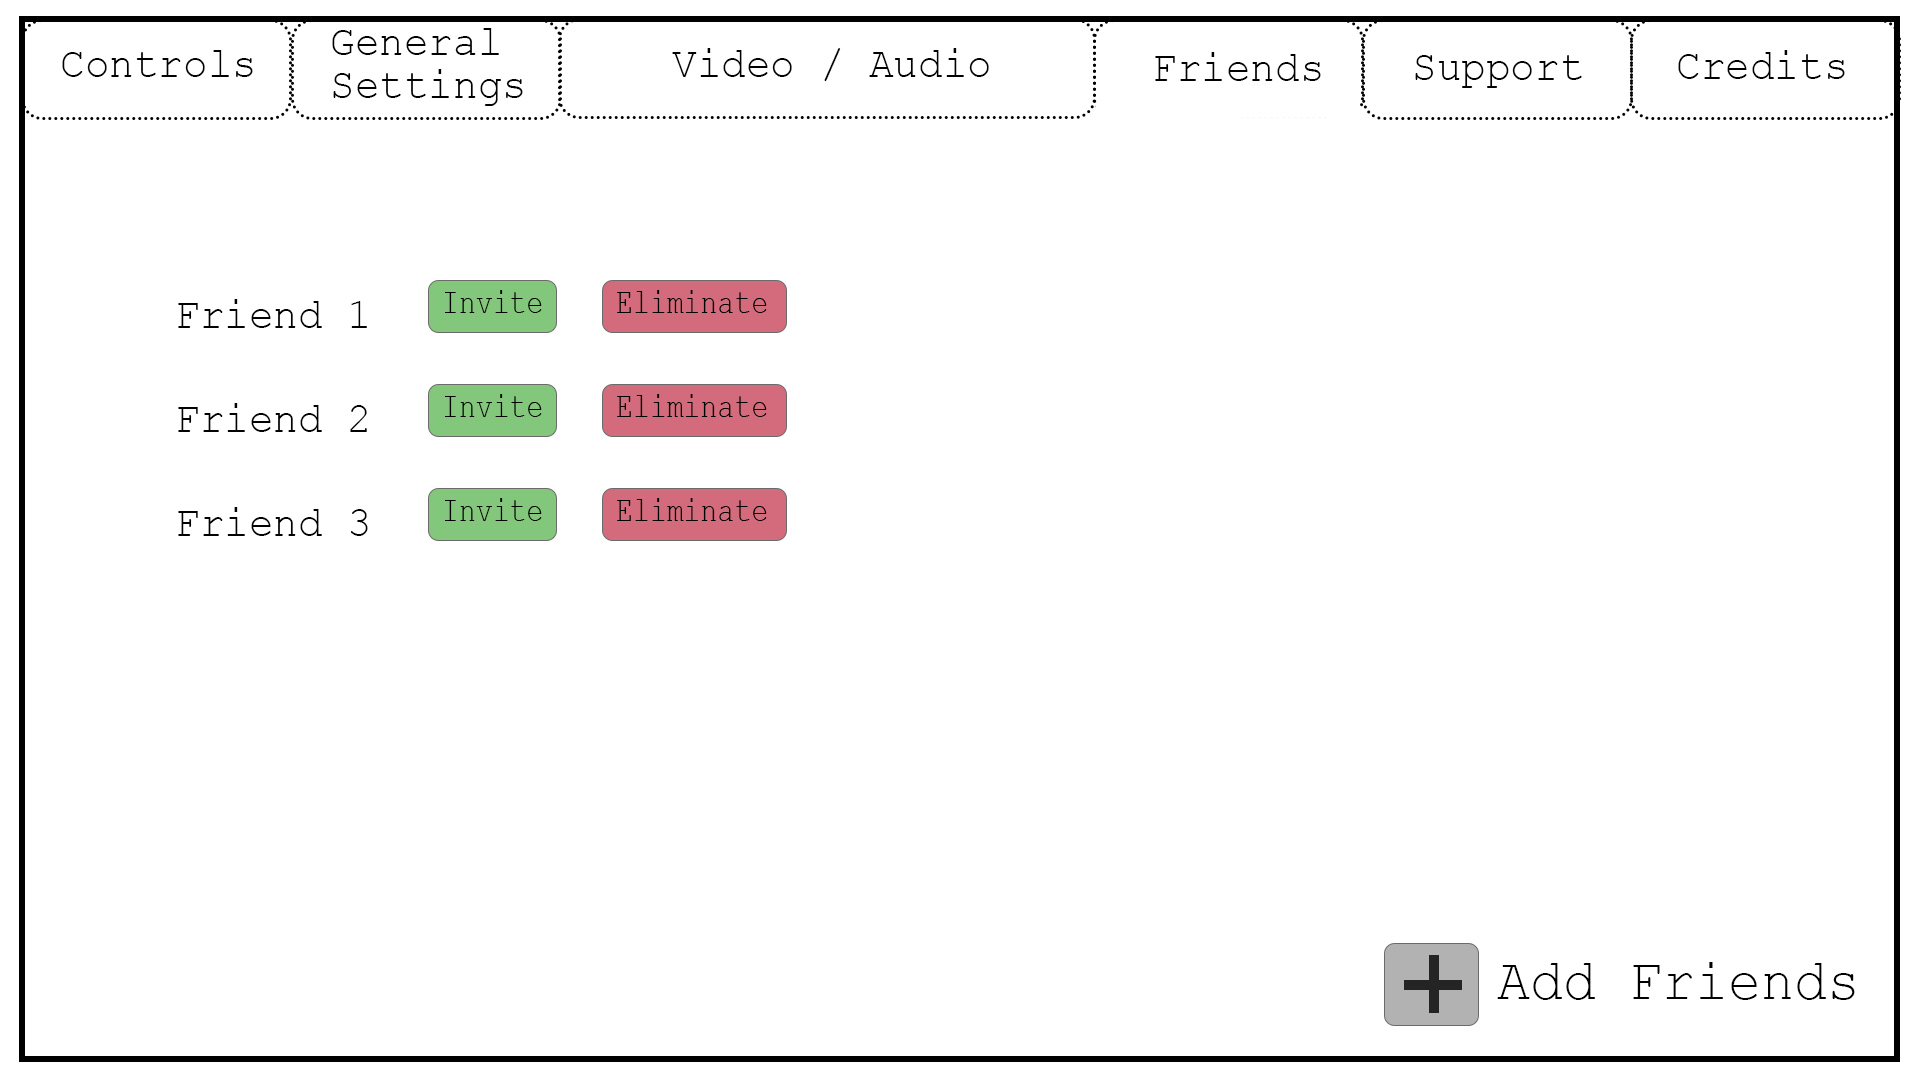 Controls
General
Settings
Video / Audio
Friends
Support
Credits
Friend 1
Invite
Eliminate
Friend 2
Invite
Eliminate
Friend 3
Invite
Eliminate
Add Friends